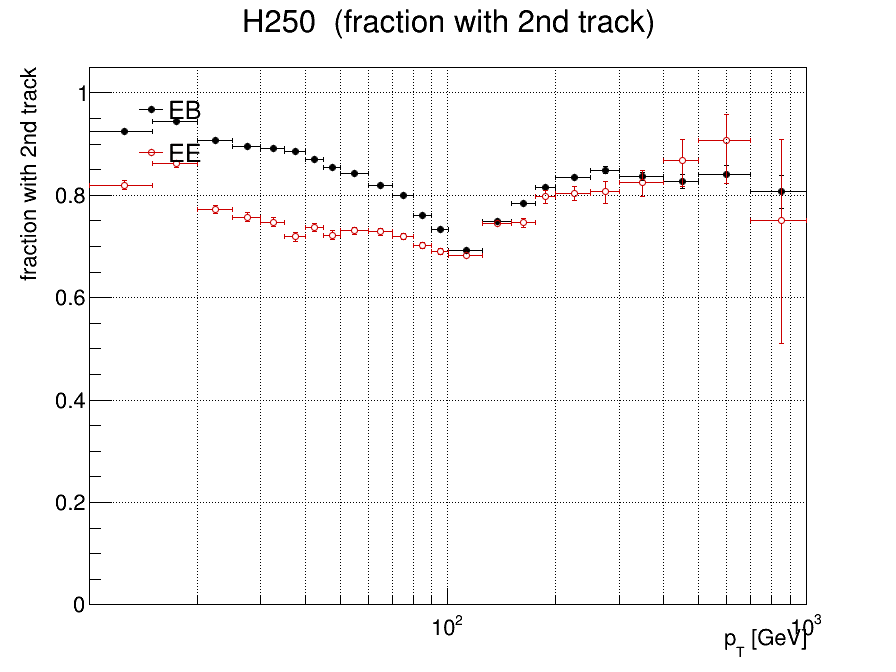 H250 (fraction with 2nd track)
fraction with 2nd track
1
0.8
0.6
0.4
0.2
0
EB
EE
10²
10³
p_T [GeV]